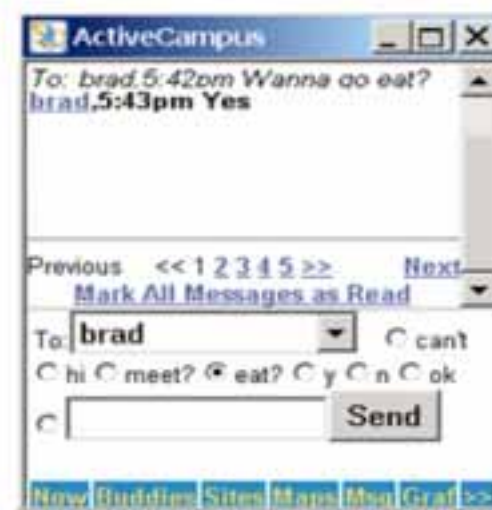 ActiveCampus
To: brad,5:42pm Wanna go eat?
brad,5:43pm Yes
Previous << 1 2 3 4 5 >> Next
Mark All Messages as Read
To: brad can't
hi meet? eat? y n ok
Send
Now Buddies Sites Maps Msg Graf >>